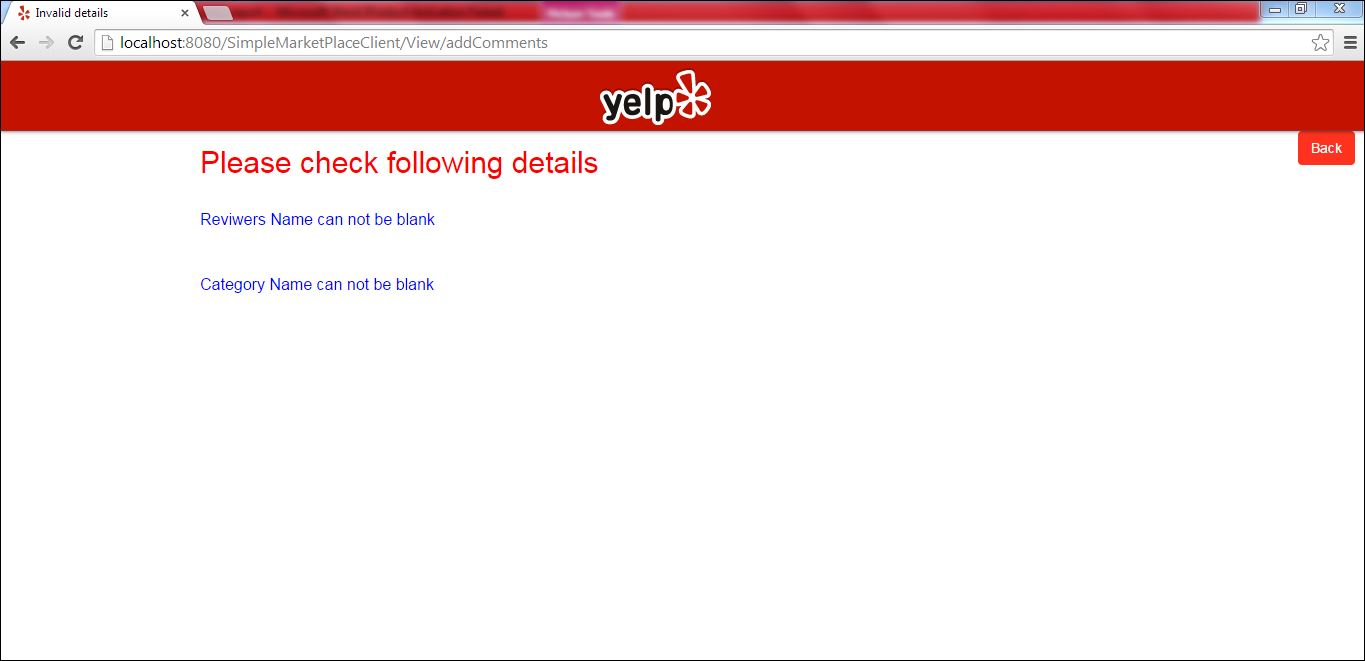 Invalid details
localhost:8080/SimpleMarketPlaceClient/View/addComments
yelp
Back
Please check following details
Reviwers Name can not be blank
Category Name can not be blank